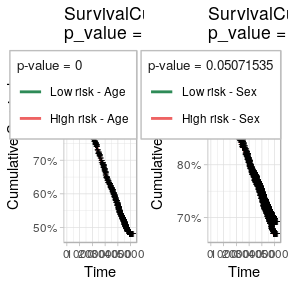 SurvivalCu
p_value =
p-value = 0
Low risk - Age
High risk - Age
Cumulative
70%
60%
50%
Time
SurvivalCu
p_value =
p-value = 0.05071535
Low risk - Sex
High risk - Sex
Cumulative
80%
70%
Time